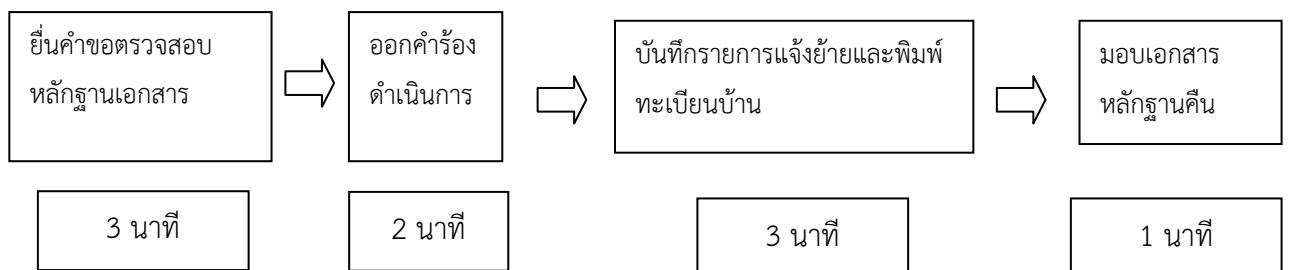 ยื่นคำขอตรวจสอบ
หลักฐานเอกสาร
ออกคำร้อง
ดำเนินการ
บันทึกรายการแจ้งย้ายและพิมพ์
ทะเบียนบ้าน
มอบเอกสาร
หลักฐานคืน
3 นาที
2 นาที
3 นาที
1 นาที